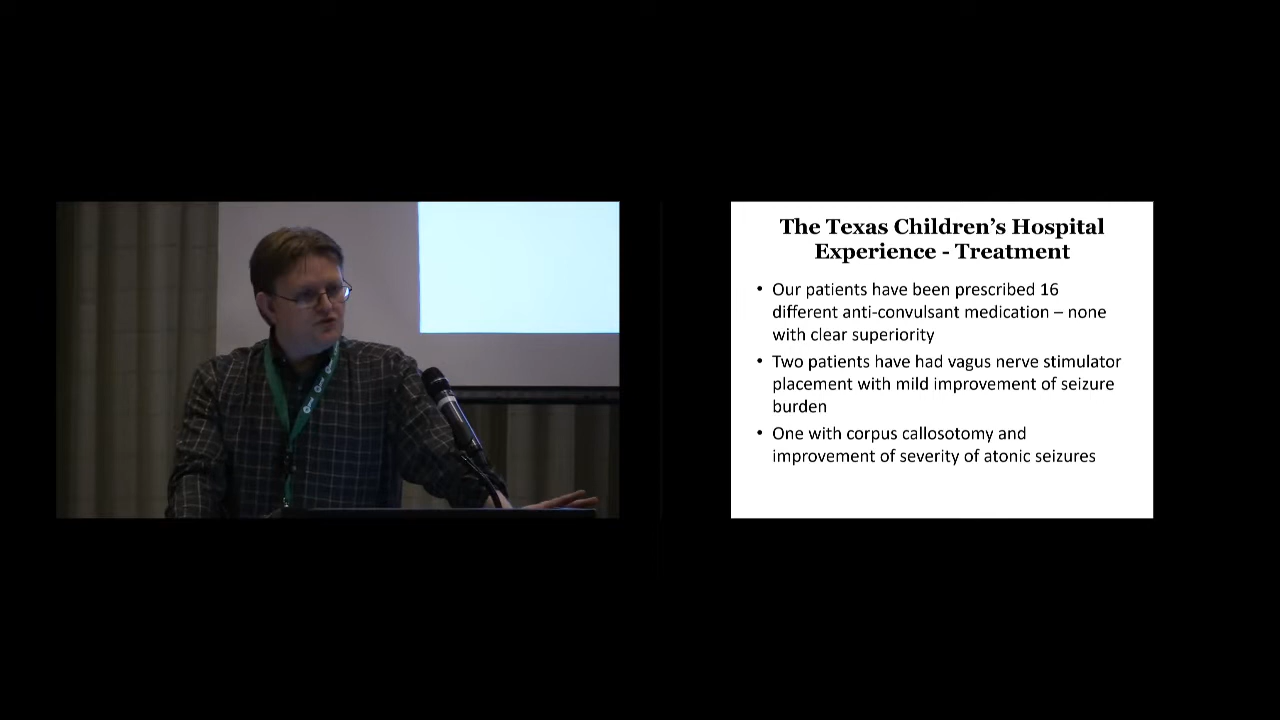 The Texas Children’s Hospital
Experience - Treatment
• Our patients have been prescribed 16
different anti-convulsant medication – none
with clear superiority
• Two patients have had vagus nerve stimulator
placement with mild improvement of seizure
burden
• One with corpus callosotomy and
improvement of severity of atonic seizures